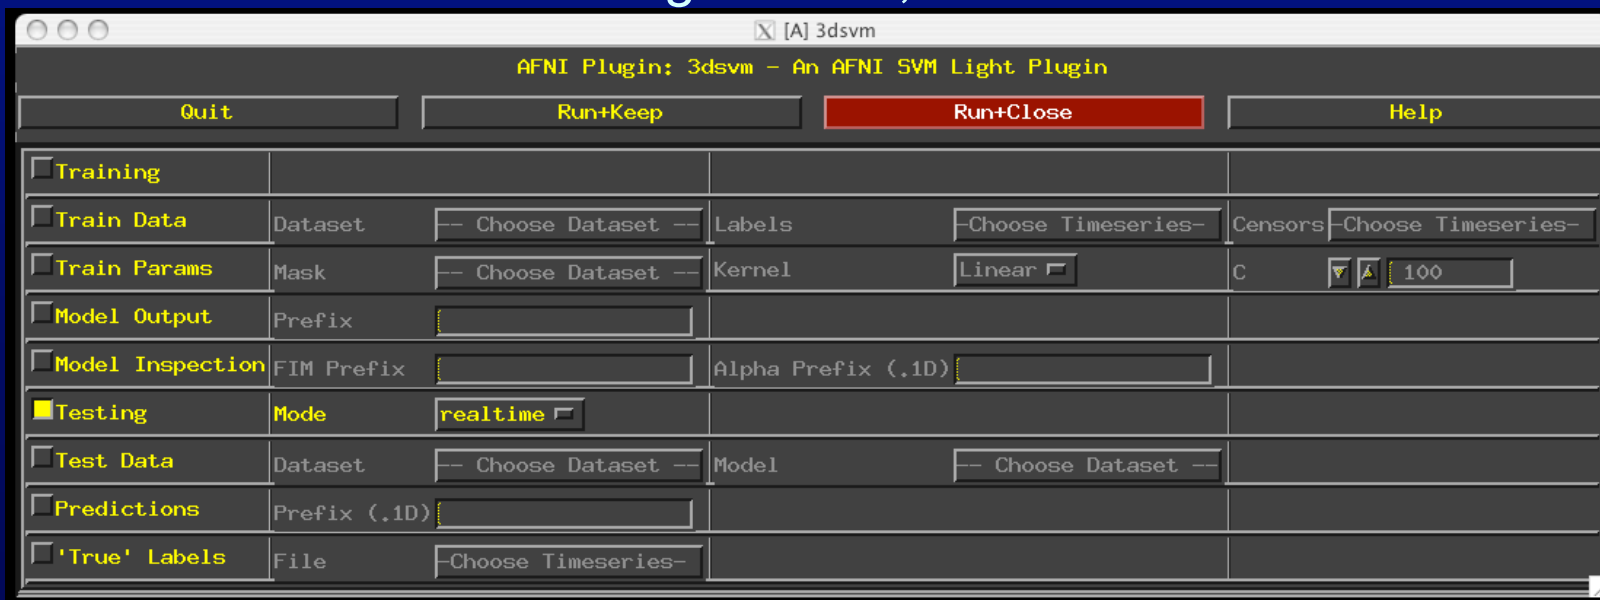 [A] 3dsvm
AFNI Plugin: 3dsvm - An AFNI SVM Light Plugin
Quit Run+Keep Run+Close Help
Training
Train Data Dataset -- Choose Dataset -- Labels -Choose Timeseries- Censors -Choose Timeseries-
Train Params Mask -- Choose Dataset -- Kernel Linear C 100
Model Output Prefix
Model Inspection FIM Prefix Alpha Prefix (.1D)
Testing Mode realtime
Test Data Dataset -- Choose Dataset -- Model -- Choose Dataset --
Predictions Prefix (.1D)
'True' Labels File -Choose Timeseries-